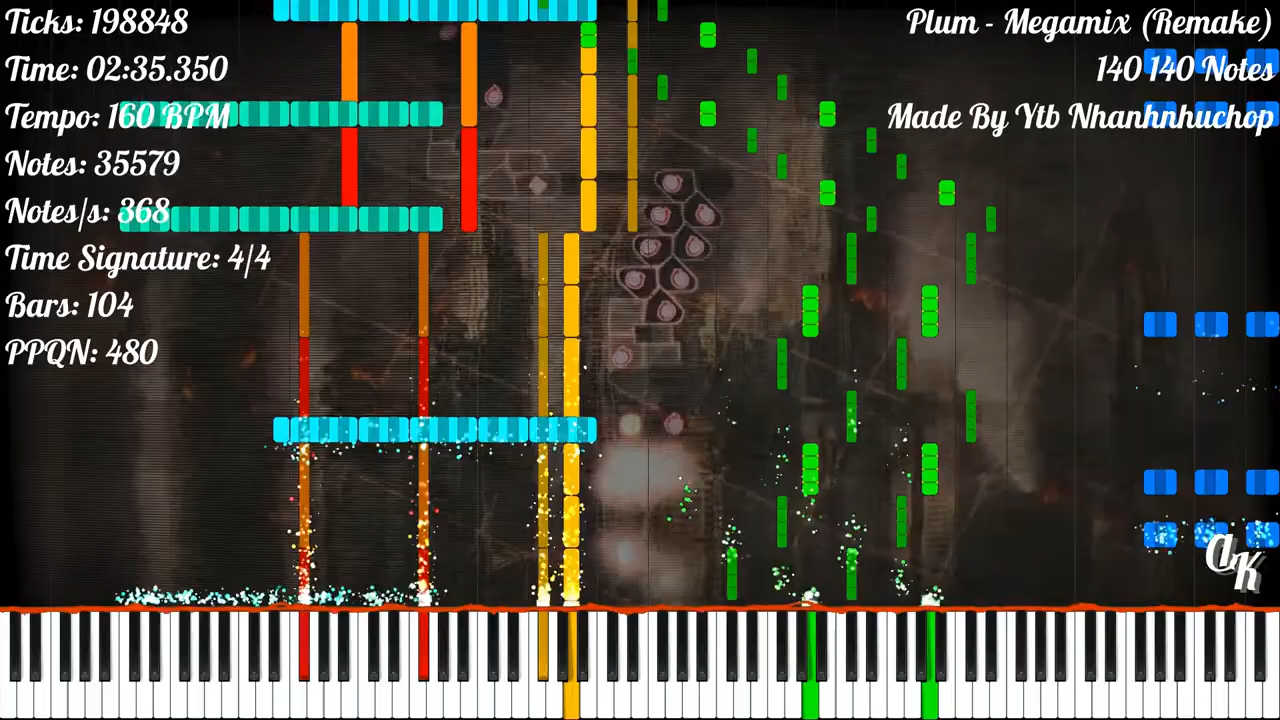 Ticks: 198848
Time: 02:35.350
Tempo: 160 BPM
Notes: 35579
Notes/s: 368
Time Signature: 4/4
Bars: 104
PPQN: 480
Plum - Megamix (Remake)
140 140 Notes
Made By Ytb Nhanhnhuchop